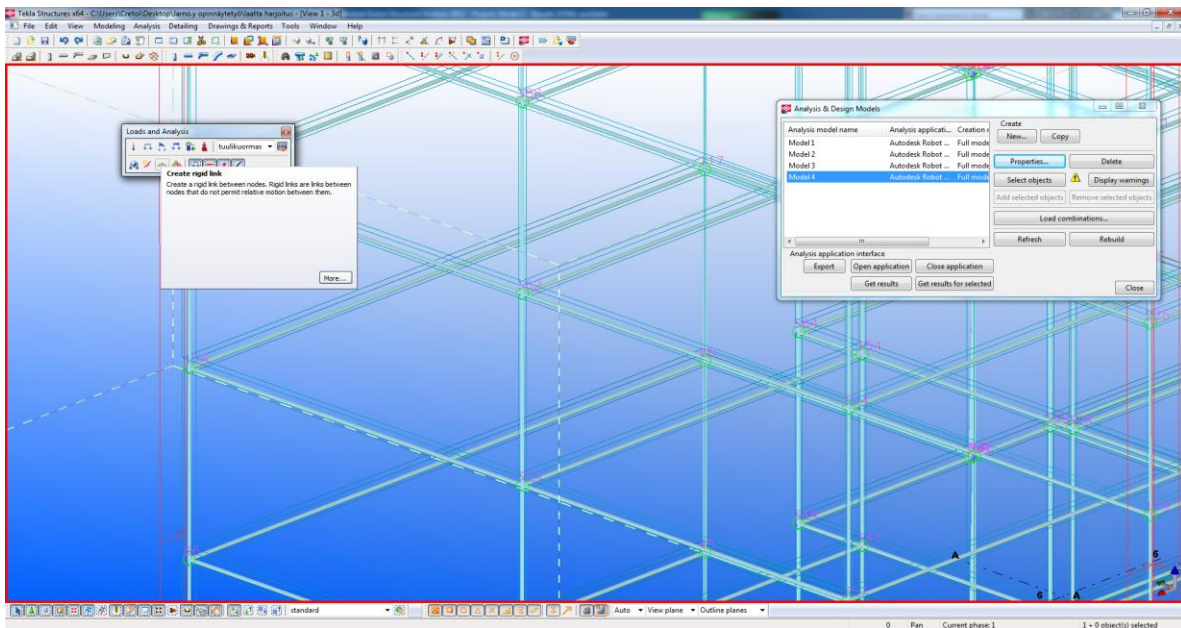 Tekla Structures x64 - C:\Users\Cretol\Desktop\Jarno.y opinnäytetyö\laatta harjoitus - [View 1 - 3d]
File Edit View Modeling Analysis Detailing Drawings & Reports Tools Window Help
Loads and Analysis
tuulikuormas
Create rigid link
Create a rigid link between nodes. Rigid links are links between
nodes that do not permit relative motion between them.
More...
Analysis & Design Models
Analysis model name Analysis applicati... Creation
Model 1 Autodesk Robot ... Full mode
Model 2 Autodesk Robot ... Full mode
Model 3 Autodesk Robot ... Full mode
Model 4 Autodesk Robot ... Full mode
Create
New... Copy
Properties... Delete
Select objects Display warnings
Add selected objects Remove selected objects
Load combinations...
Refresh Rebuild
Analysis application interface
Export Open application Close application
Get results Get results for selected
Close
A 6
6 A
standard Auto View plane Outline planes
0 Pan Current phase: 1 1 + 0 object(s) selected